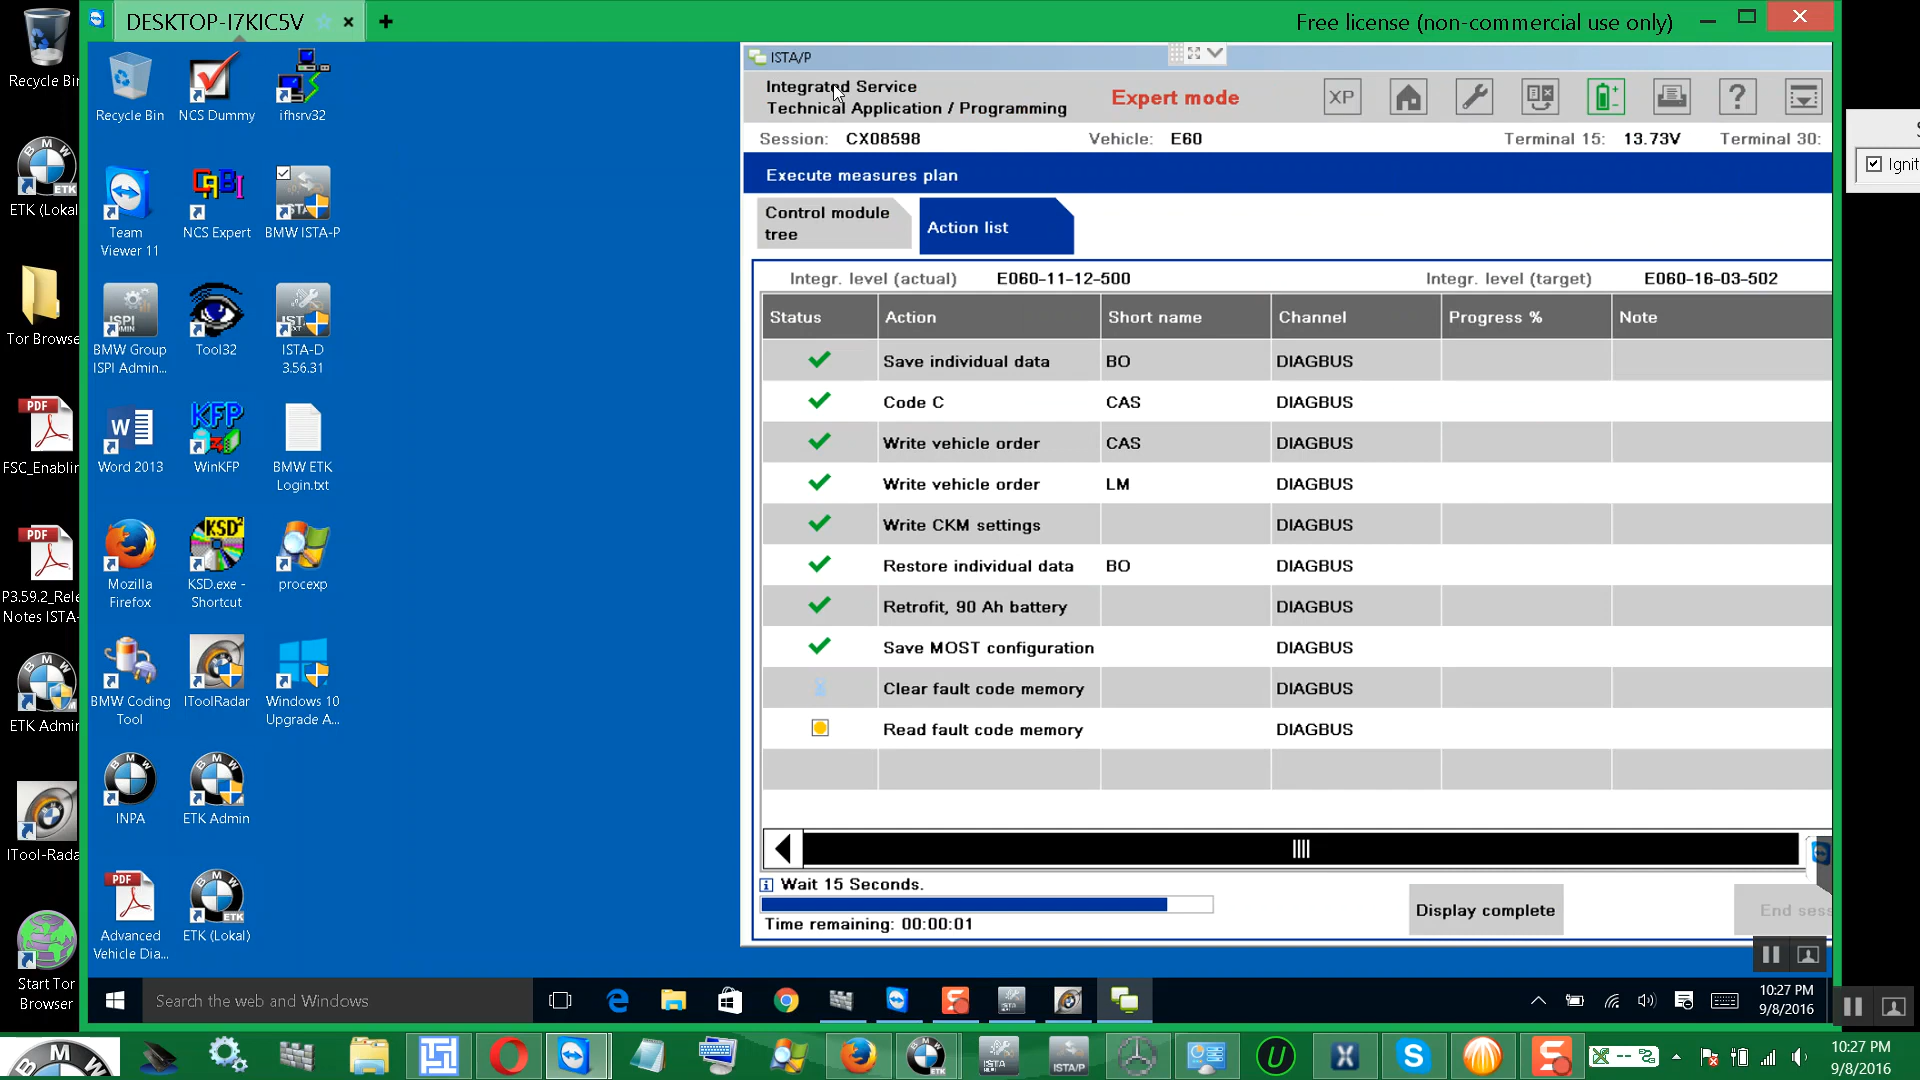 DESKTOP-I7KIC5V
Free license (non-commercial use only)
Recycle Bin
ETK (Lokal
Tor Browse
FSC_Enablin
P3.59.2_Rele
Notes ISTA-
ETK Admin
ITool-Rada
Start Tor
Browser
Recycle Bin
NCS Dummy
ifhsrv32
Team
Viewer 11
NCS Expert
BMW ISTA-P
BMW Group
ISPI Admin...
Tool32
ISTA-D
3.56.31
Word 2013
WinKFP
BMW ETK
Login.txt
Mozilla
Firefox
KSD.exe -
Shortcut
procexp
BMW Coding
Tool
IToolRadar
Windows 10
Upgrade A...
INPA
ETK Admin
Advanced
Vehicle Dia...
ETK (Lokal)
ISTA/P
Integrated Service
Technical Application / Programming
Expert mode
XP
Session: CX08598
Vehicle: E60
Terminal 15: 13.73V
Terminal 30:
Execute measures plan
Control module
tree
Action list
Integr. level (actual) E060-11-12-500
Integr. level (target) E060-16-03-502
Status Action Short name Channel Progress % Note
Save individual data BO DIAGBUS
Code C CAS DIAGBUS
Write vehicle order CAS DIAGBUS
Write vehicle order LM DIAGBUS
Write CKM settings DIAGBUS
Restore individual data BO DIAGBUS
Retrofit, 90 Ah battery DIAGBUS
Save MOST configuration DIAGBUS
Clear fault code memory DIAGBUS
Read fault code memory DIAGBUS
Wait 15 Seconds.
Time remaining: 00:00:01
Display complete
End sess
Ignit
Search the web and Windows
10:27 PM
9/8/2016
10:27 PM
9/8/2016